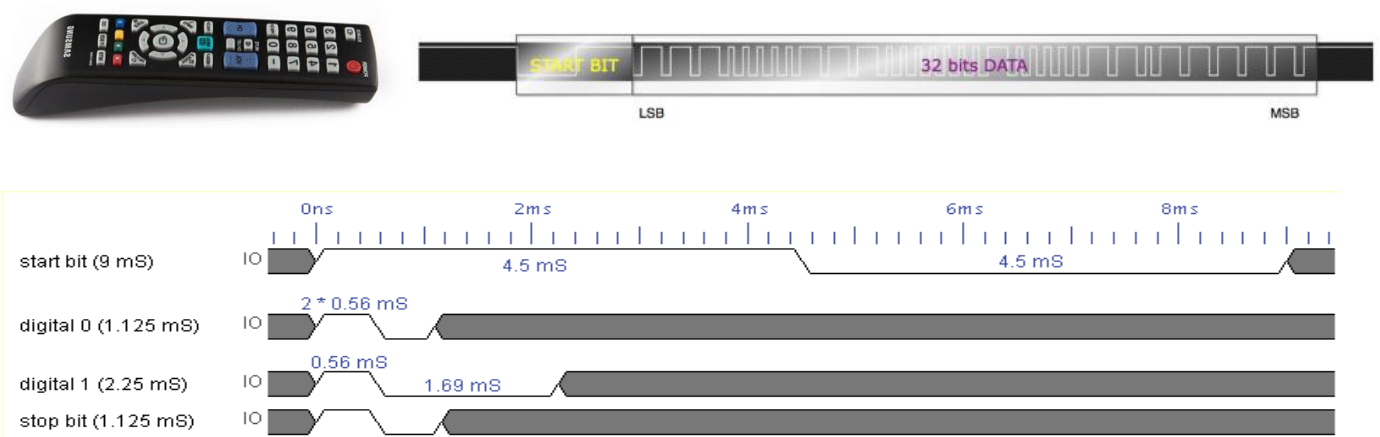 SAMSUNG
START BIT
32 bits DATA
LSB
MSB
0ns 2ms 4ms 6ms 8ms
start bit (9 mS) IO 4.5 mS 4.5 mS
2 * 0.56 mS
digital 0 (1.125 mS) IO
0.56 mS
digital 1 (2.25 mS) IO 1.69 mS
stop bit (1.125 mS) IO